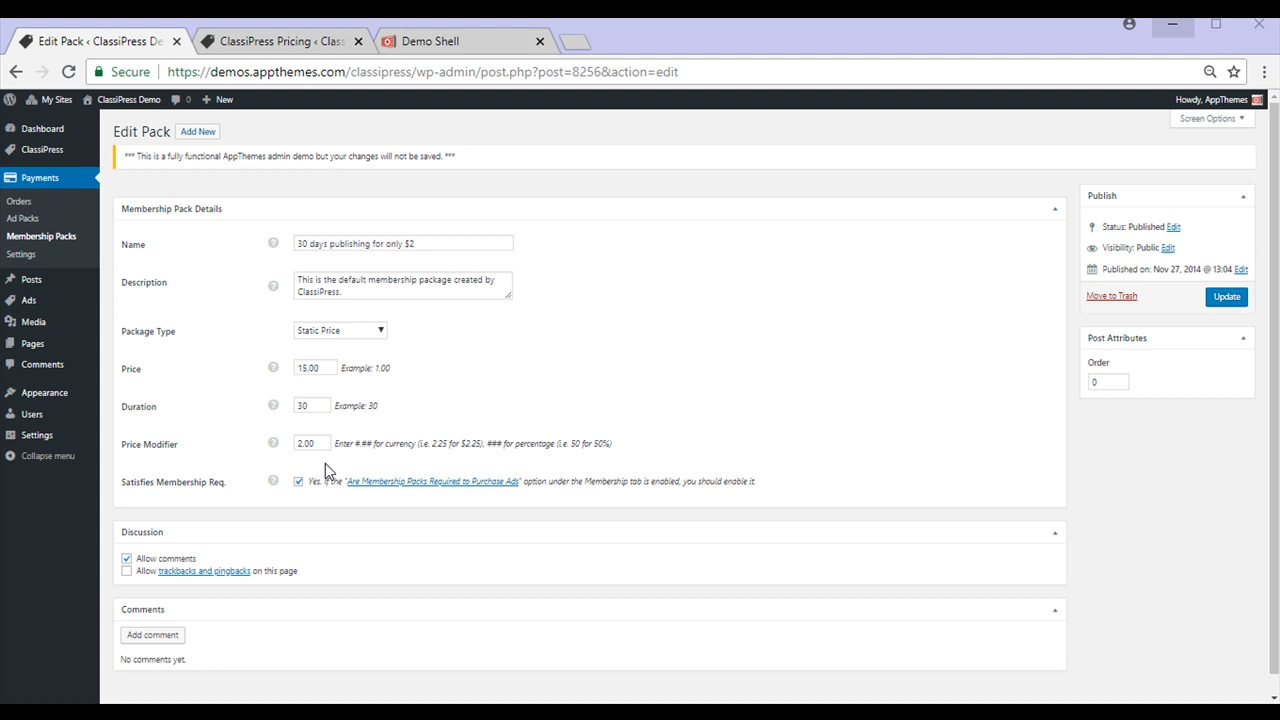 Edit Pack ‹ ClassiPress De
ClassiPress Pricing ‹ Class
Demo Shell
Secure https://demos.appthemes.com/classipress/wp-admin/post.php?post=8256&action=edit
My Sites ClassiPress Demo 0 New Howdy, AppThemes
Screen Options
Dashboard
ClassiPress
Payments
Orders
Ad Packs
Membership Packs
Settings
Posts
Ads
Media
Pages
Comments
Appearance
Users
Settings
Collapse menu
Edit Pack Add New
*** This is a fully functional AppThemes admin demo but your changes will not be saved. ***
Membership Pack Details
Name 30 days publishing for only $2
Description This is the default membership package created by
ClassiPress.
Package Type Static Price
Price 15.00 Example: 1.00
Duration 30 Example: 30
Price Modifier 2.00 Enter #.## for currency (i.e. 2.25 for $2.25), ### for percentage (i.e. 50 for 50%)
Satisfies Membership Req. Yes. If the "Are Membership Packs Required to Purchase Ads" option under the Membership tab is enabled, you should enable it.
Discussion
Allow comments
Allow trackbacks and pingbacks on this page
Comments
Add comment
No comments yet.
Publish
Status: Published Edit
Visibility: Public Edit
Published on: Nov 27, 2014 @ 13:04 Edit
Move to Trash Update
Post Attributes
Order
0